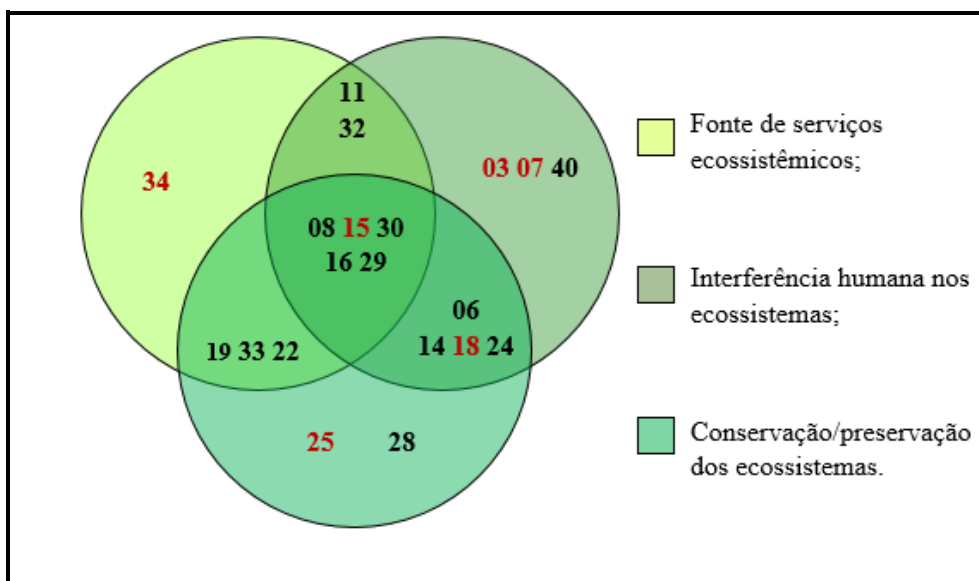 11
32
34
03 07 40
08 15 30
16 29
06
14 18 24
19 33 22
25 28
Fonte de serviços
ecossistêmicos;
Interferência humana nos
ecossistemas;
Conservação/preservação
dos ecossistemas.